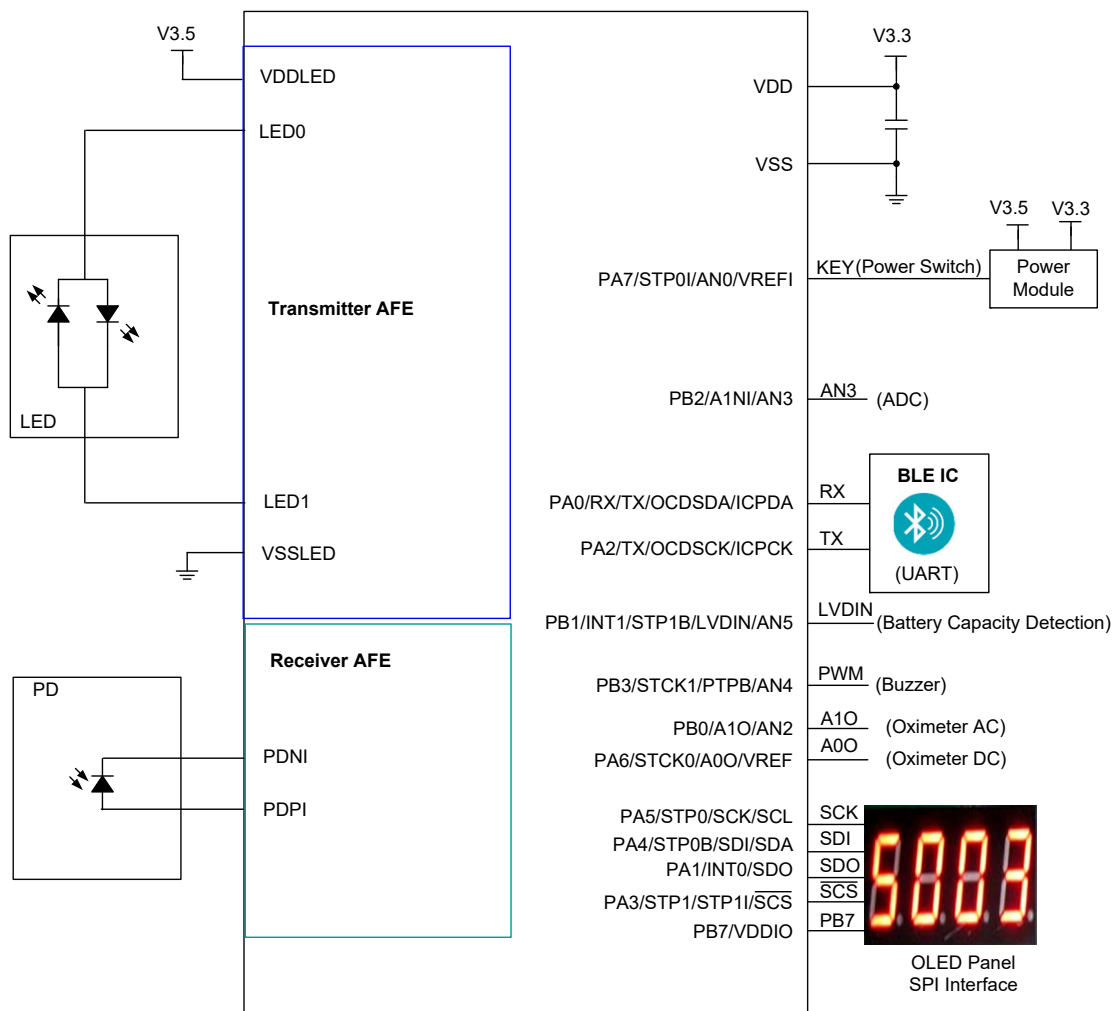 V3.5
VDDLED
LED0
LED
Transmitter AFE
LED1
VSSLED
Receiver AFE
PD
PDNI
PDPI
V3.3
VDD
VSS
V3.5 V3.3
PA7/STP0I/AN0/VREFI KEY(Power Switch)
Power
Module
PB2/A1NI/AN3 AN3 (ADC)
BLE IC
PA0/RX/TX/OCDSDA/ICPDA RX
PA2/TX/OCDSCK/ICPCK TX
(UART)
PB1/INT1/STP1B/LVDIN/AN5 LVDIN (Battery Capacity Detection)
PB3/STCK1/PTPB/AN4 PWM (Buzzer)
PB0/A1O/AN2 A1O (Oximeter AC)
PA6/STCK0/A0O/VREF A0O (Oximeter DC)
PA5/STP0/SCK/SCL SCK
PA4/STP0B/SDI/SDA SDI
PA1/INT0/SDO SDO
PA3/STP1/STP1I/SCS SCS
PB7/VDDIO PB7
5003
OLED Panel
SPI Interface